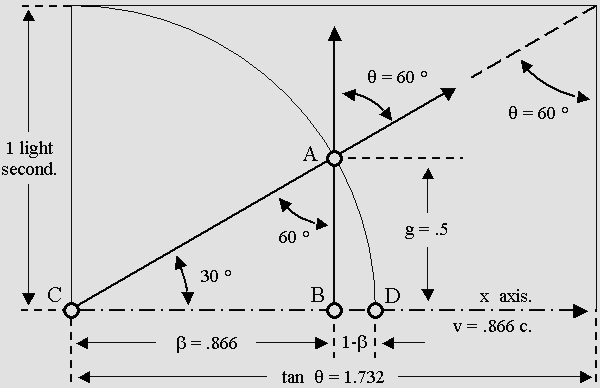 θ = 60 °
θ = 60 °
1 light
second.
A
60 °
g = .5
30 °
C
B
D
x axis.
v = .866 c.
β = .866
1-β
tan θ = 1.732